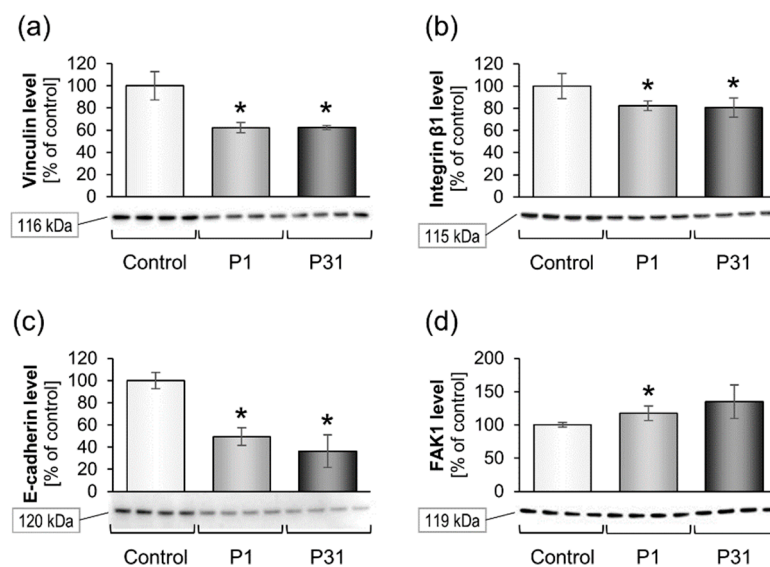 (a)
Vinculin level
[% of control]
120
100
80
60
40
20
0
*
*
116 kDa
Control P1 P31
(b)
Integrin β1 level
[% of control]
120
100
80
60
40
20
0
*
*
115 kDa
Control P1 P31
(c)
E-cadherin level
[% of control]
120
100
80
60
40
20
0
*
*
120 kDa
Control P1 P31
(d)
FAK1 level
[% of control]
200
150
100
50
0
*
119 kDa
Control P1 P31